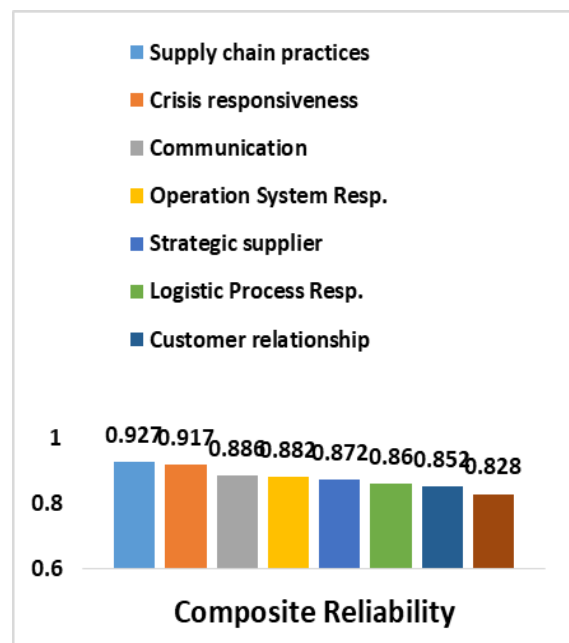 Supply chain practices
Crisis responsiveness
Communication
Operation System Resp.
Strategic supplier
Logistic Process Resp.
Customer relationship
1
0.927 0.917 0.886 0.882 0.872 0.86 0.852 0.828
0.8
0.6
Composite Reliability